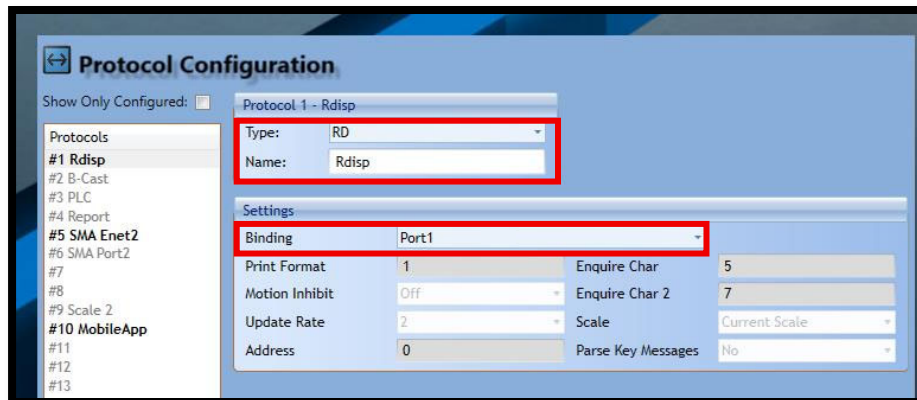 Protocol Configuration
Show Only Configured:
Protocols
#1 Rdisp
#2 B-Cast
#3 PLC
#4 Report
#5 SMA Enet2
#6 SMA Port2
#7
#8
#9 Scale 2
#10 MobileApp
#11
#12
#13
Protocol 1 - Rdisp
Type: RD
Name: Rdisp
Settings
Binding Port1
Print Format 1 Enquire Char 5
Motion Inhibit Off Enquire Char 2 7
Update Rate 2 Scale Current Scale
Address 0 Parse Key Messages No